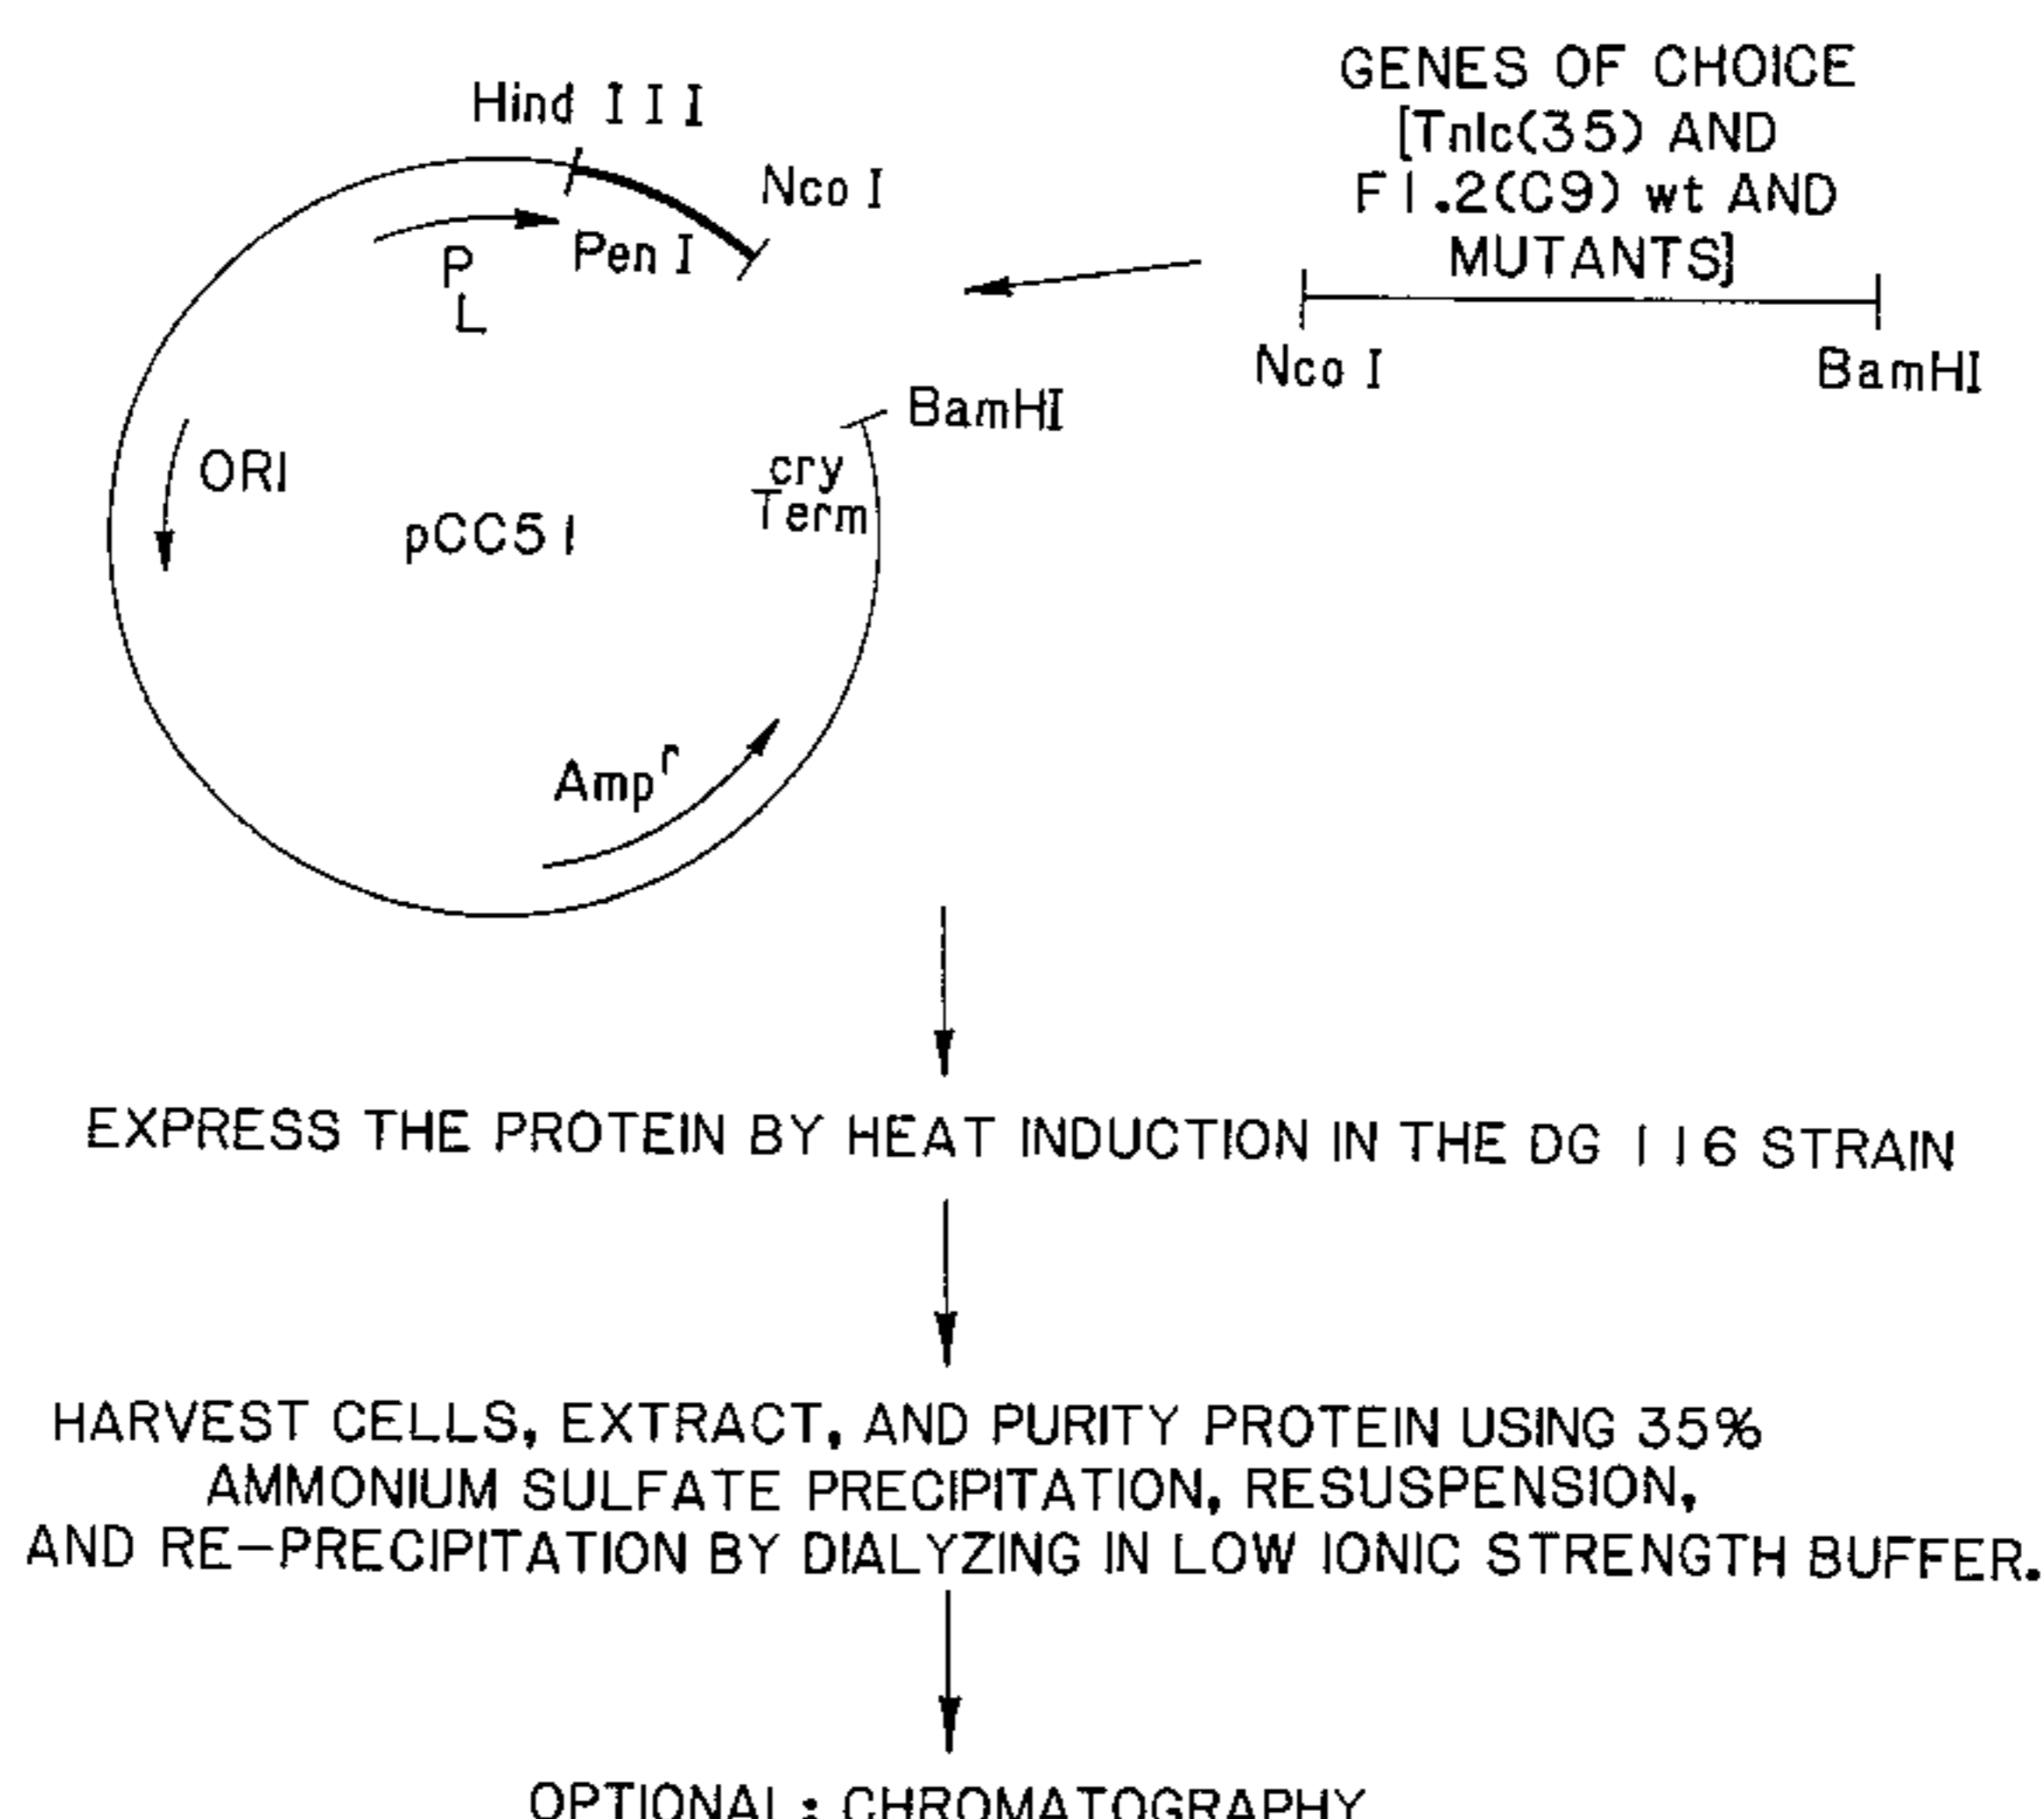 Hind III
Nco I
Pen I
P
L
ORI
pCC51
BamHI
cry
Term
Amp r
GENES OF CHOICE
[TnIc(35) AND
F1.2(C9) wt AND
MUTANTS]
Nco I
BamHI
EXPRESS THE PROTEIN BY HEAT INDUCTION IN THE DG 116 STRAIN
HARVEST CELLS, EXTRACT, AND PURITY PROTEIN USING 35%
AMMONIUM SULFATE PRECIPITATION, RESUSPENSION,
AND RE-PRECIPITATION BY DIALYZING IN LOW IONIC STRENGTH BUFFER.
OPTIONAL: CHROMATOGRAPHY